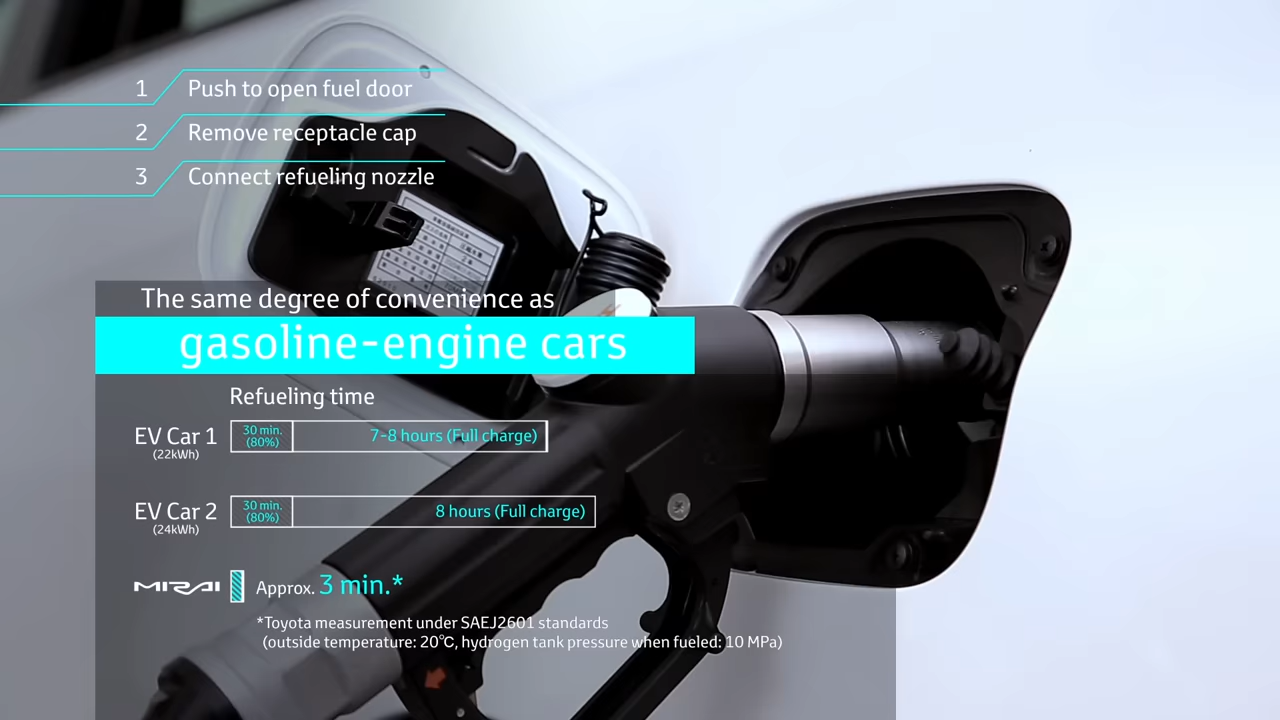 1 Push to open fuel door
2 Remove receptacle cap
3 Connect refueling nozzle
The same degree of convenience as
gasoline-engine cars
Refueling time
EV Car 1
(22kWh)
30 min.
(80%)
7-8 hours (Full charge)
EV Car 2
(24kWh)
30 min.
(80%)
8 hours (Full charge)
MIRAI Approx. 3 min.*
*Toyota measurement under SAEJ2601 standards
(outside temperature: 20℃, hydrogen tank pressure when fueled: 10 MPa)